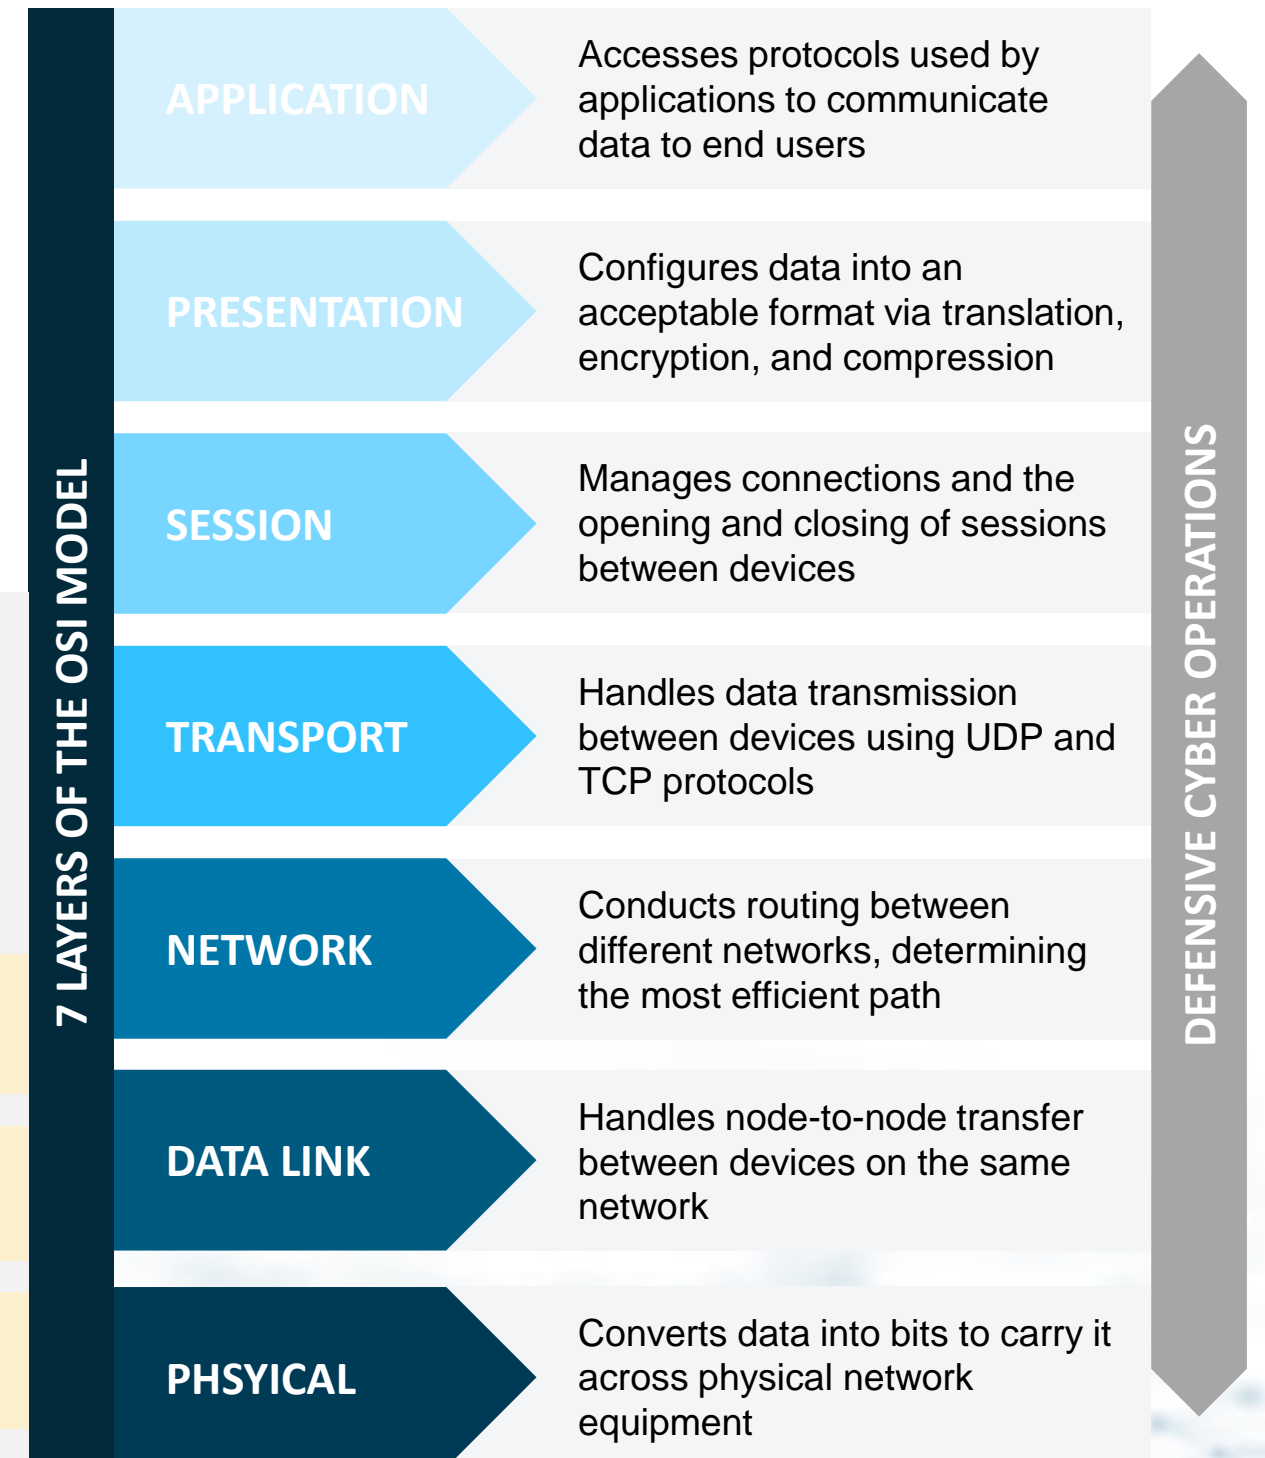 7 LAYERS OF THE OSI MODEL
APPLICATION
Accesses protocols used by
applications to communicate
data to end users
PRESENTATION
Configures data into an
acceptable format via translation,
encryption, and compression
SESSION
Manages connections and the
opening and closing of sessions
between devices
TRANSPORT
Handles data transmission
between devices using UDP and
TCP protocols
NETWORK
Conducts routing between
different networks, determining
the most efficient path
DATA LINK
Handles node-to-node transfer
between devices on the same
network
PHSYICAL
Converts data into bits to carry it
across physical network
equipment
DEFENSIVE CYBER OPERATIONS